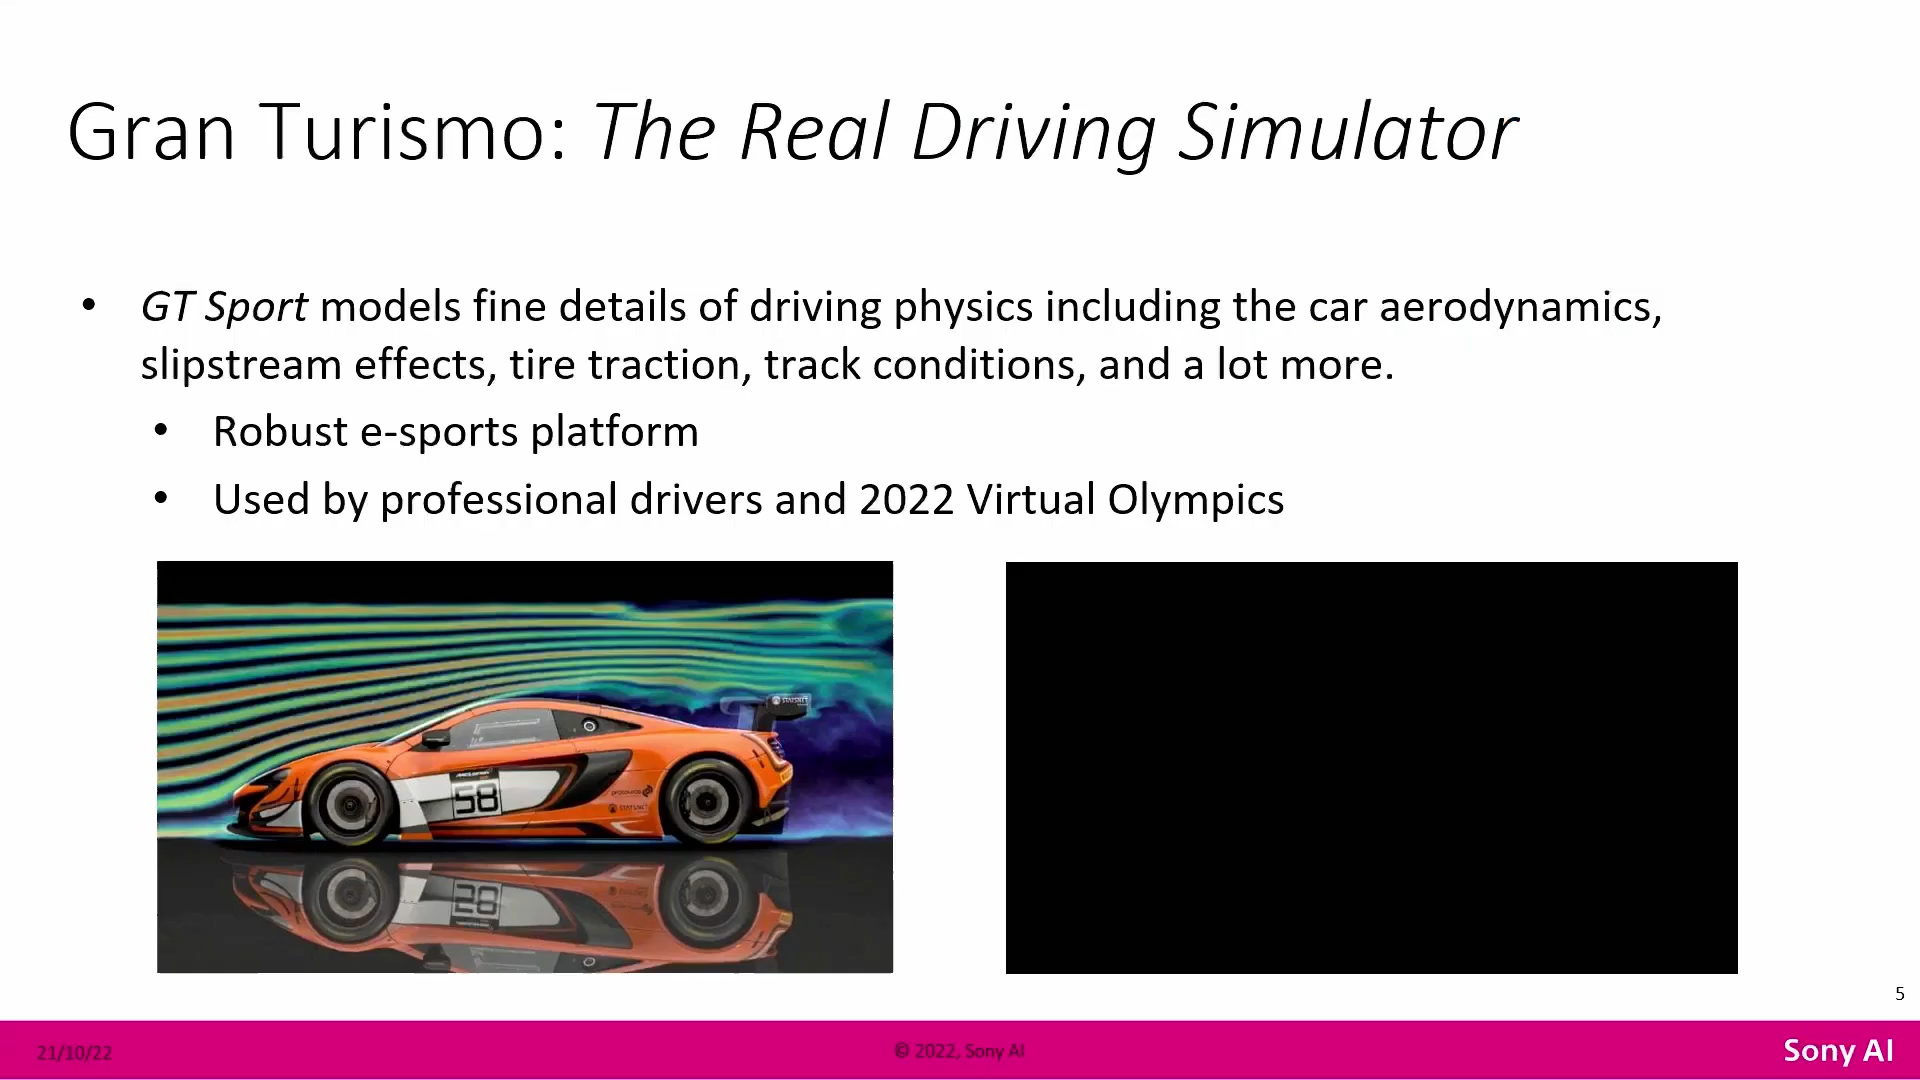 Gran Turismo: The Real Driving Simulator
• GT Sport models fine details of driving physics including the car aerodynamics,
slipstream effects, tire traction, track conditions, and a lot more.
• Robust e-sports platform
• Used by professional drivers and 2022 Virtual Olympics
58
5
21/10/22
© 2022, Sony AI
Sony AI